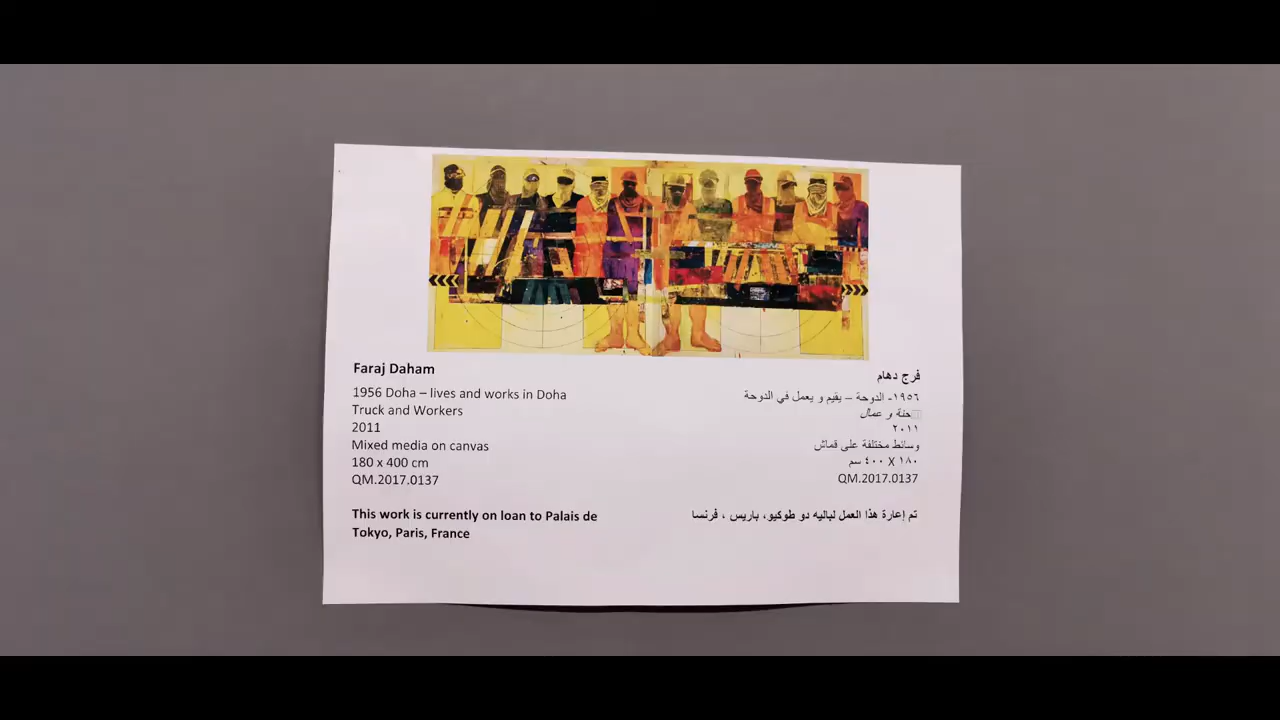 Faraj Daham
1956 Doha – lives and works in Doha
Truck and Workers
2011
Mixed media on canvas
180 x 400 cm
QM.2017.0137
This work is currently on loan to Palais de
Tokyo, Paris, France
فرج دهام
١٩٥٦- الدوحة – يقيم و يعمل في الدوحة
حنة و عمال
٢٠١١
وسائط مختلفة على قماش
١٨٠ X ٤٠٠ سم
QM.2017.0137
تم إعارة هذا العمل لباليه دو طوكيو، باريس ، فرنسا